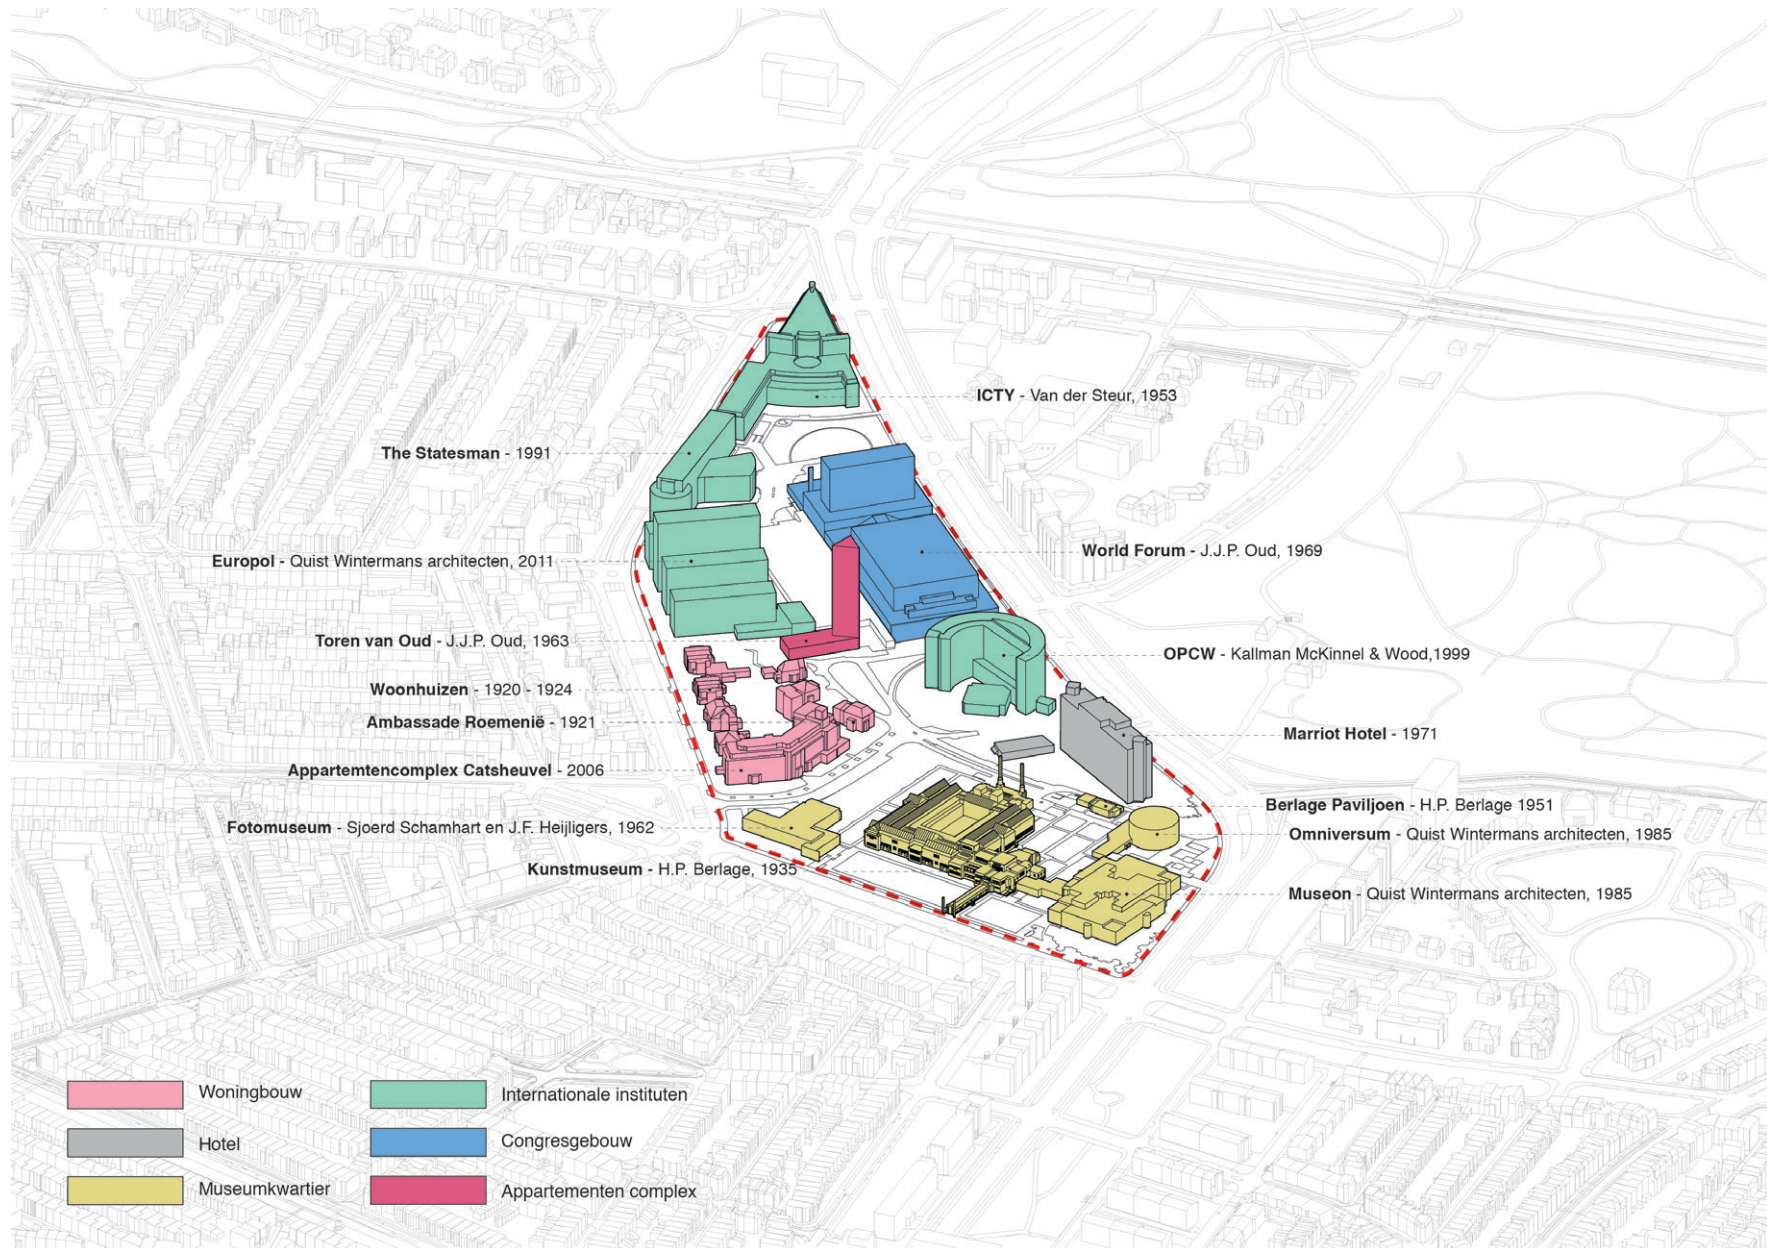 ICTY - Van der Steur, 1953
The Statesman - 1991
World Forum - J.J.P. Oud, 1969
Europol - Quist Wintermans architecten, 2011
Toren van Oud - J.J.P. Oud, 1963
OPCW - Kallman McKinnel & Wood,1999
Woonhuizen - 1920 - 1924
Ambassade Roemenië - 1921
Marriot Hotel - 1971
Appartemtencomplex Catsheuvel - 2006
Berlage Paviljoen - H.P. Berlage 1951
Fotomuseum - Sjoerd Schamhart en J.F. Heijligers, 1962
Omniversum - Quist Wintermans architecten, 1985
Kunstmuseum - H.P. Berlage, 1935
Museon - Quist Wintermans architecten, 1985
Woningbouw
Hotel
Museumkwartier
Internationale instituten
Congresgebouw
Appartementen complex